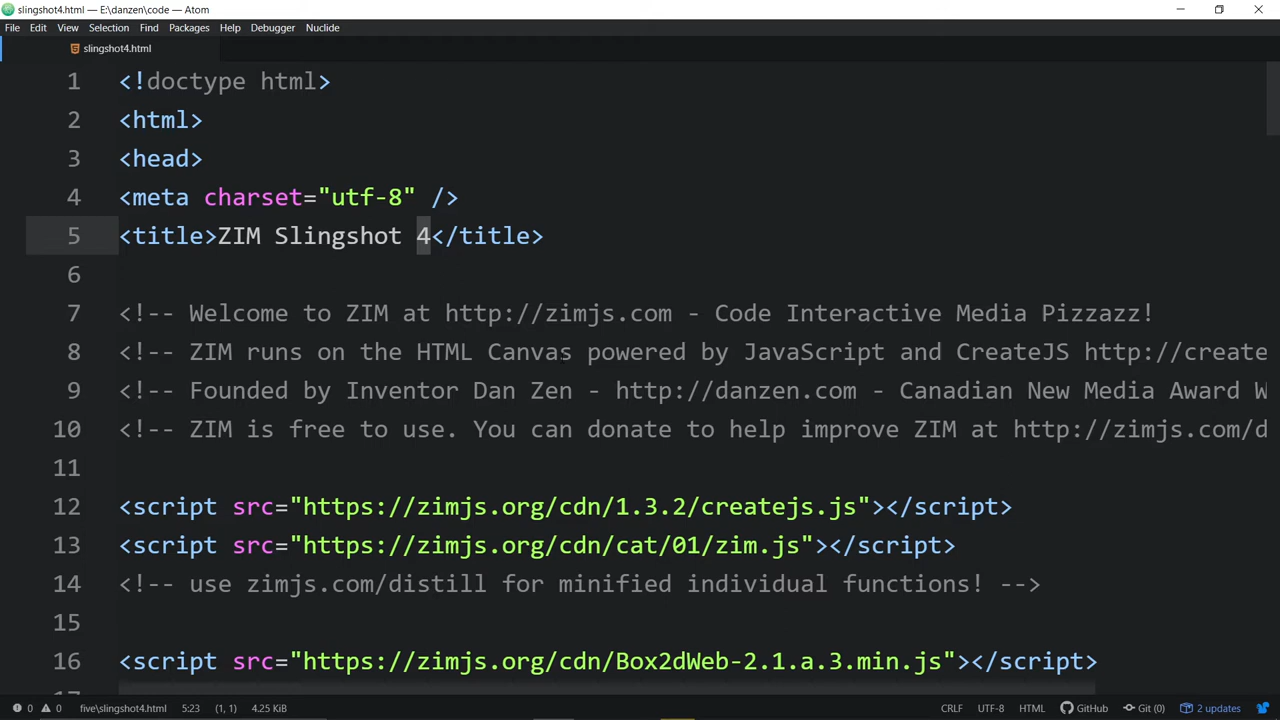 slingshot4.html — E:\danzen\code — Atom
File Edit View Selection Find Packages Help Debugger Nuclide
slingshot4.html
1 <!doctype html>
2 <html>
3 <head>
4 <meta charset="utf-8" />
5 <title>ZIM Slingshot 4</title>
6
7 <!-- Welcome to ZIM at http://zimjs.com - Code Interactive Media Pizzazz!
8 <!-- ZIM runs on the HTML Canvas powered by JavaScript and CreateJS http://create
9 <!-- Founded by Inventor Dan Zen - http://danzen.com - Canadian New Media Award W
10 <!-- ZIM is free to use. You can donate to help improve ZIM at http://zimjs.com/d
11
12 <script src="https://zimjs.org/cdn/1.3.2/createjs.js"></script>
13 <script src="https://zimjs.org/cdn/cat/01/zim.js"></script>
14 <!-- use zimjs.com/distill for minified individual functions! -->
15
16 <script src="https://zimjs.org/cdn/Box2dWeb-2.1.a.3.min.js"></script>
17
0 0 five\slingshot4.html 5:23 (1, 1) 4.25 KiB CRLF UTF-8 HTML GitHub Git (0) 2 updates